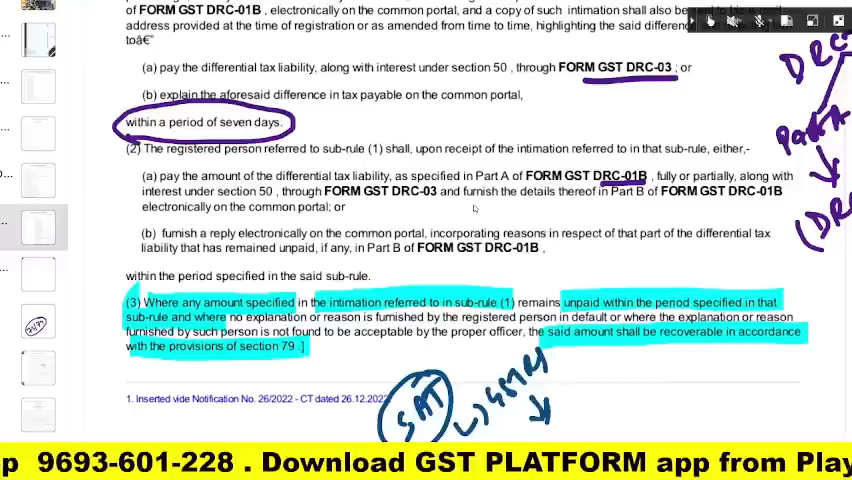 of FORM GST DRC-01B, electronically on the common portal, and a copy of such intimation shall also be
address provided at the time of registration or as amended from time to time, highlighting the said
toâ€"
(a) pay the differential tax liability, along with interest under section 50 , through FORM GST DRC-03 ; or
(b) explain the aforesaid difference in tax payable on the common portal,
within a period of seven days.
(2) The registered person referred to sub-rule (1) shall, upon receipt of the intimation referred to in that sub-rule, either,-
(a) pay the amount of the differential tax liability, as specified in Part A of FORM GST DRC-01B , fully or partially, along with
interest under section 50 , through FORM GST DRC-03 and furnish the details thereof in Part B of FORM GST DRC-01B
electronically on the common portal; or
(b) furnish a reply electronically on the common portal, incorporating reasons in respect of that part of the differential tax
liability that has remained unpaid, if any, in Part B of FORM GST DRC-01B ,
within the period specified in the said sub-rule.
(3) Where any amount specified in the intimation referred to in sub-rule (1) remains unpaid within the period specified in that
sub-rule and where no explanation or reason is furnished by the registered person in default or where the explanation or reason
furnished by such person is not found to be acceptable by the proper officer, the said amount shall be recoverable in accordance
with the provisions of section 79 .]
1. Inserted vide Notification No. 26/2022 - CT dated 26.12.2022
DRC
Part A
(DR
SAT
p 9693-601-228 . Download GST PLATFORM app from Play